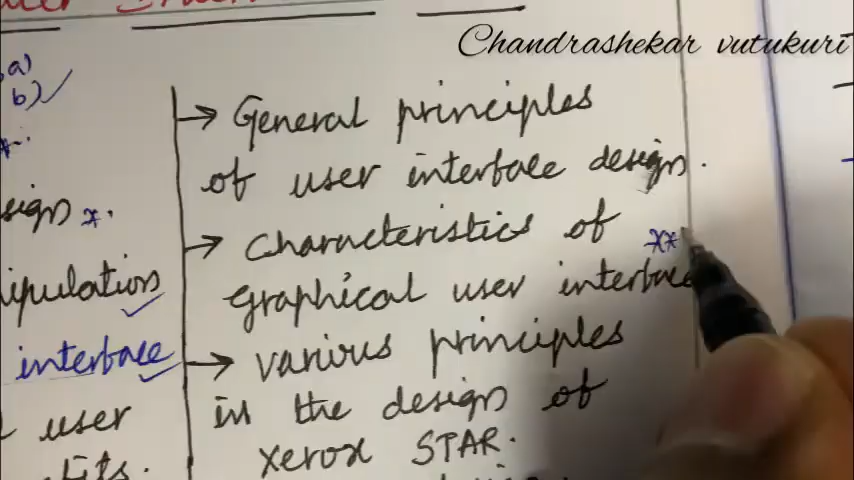 Chandrashekar vutukuri
a)
b)
interface
user
→ General principles
of user interface design.
→ Characteristics of
graphical user interface
→ various principles
in the design of
xerox STAR.